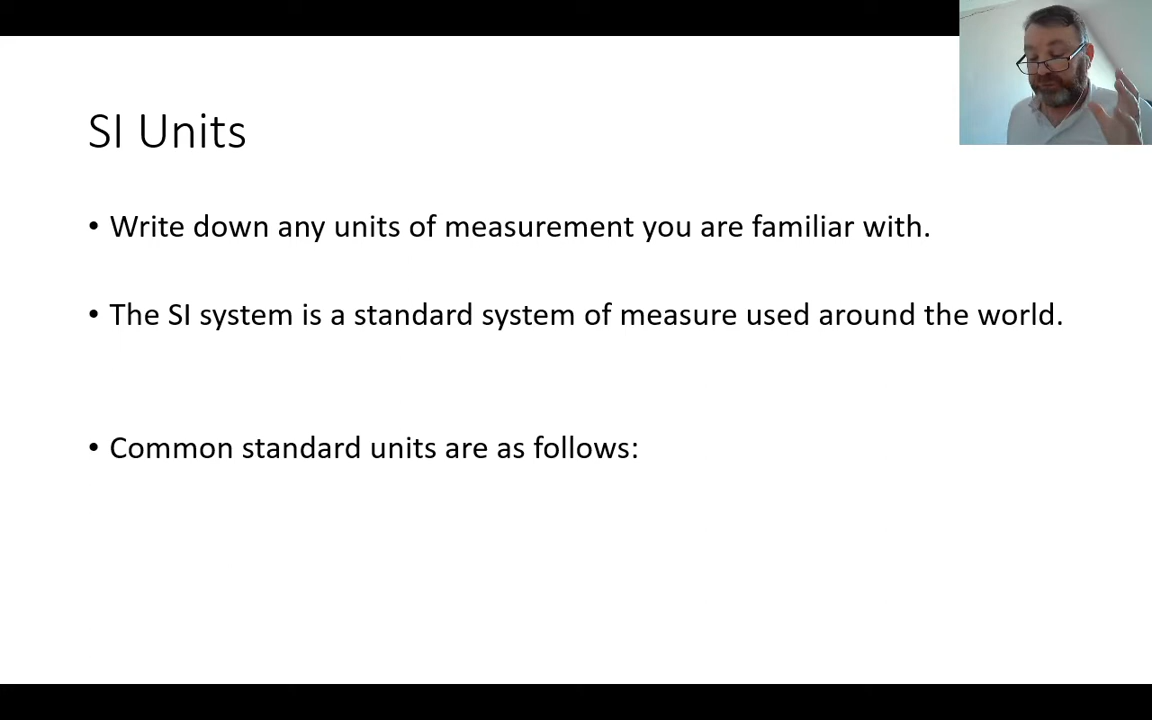 SI Units
• Write down any units of measurement you are familiar with.
• The SI system is a standard system of measure used around the world.
• Common standard units are as follows: